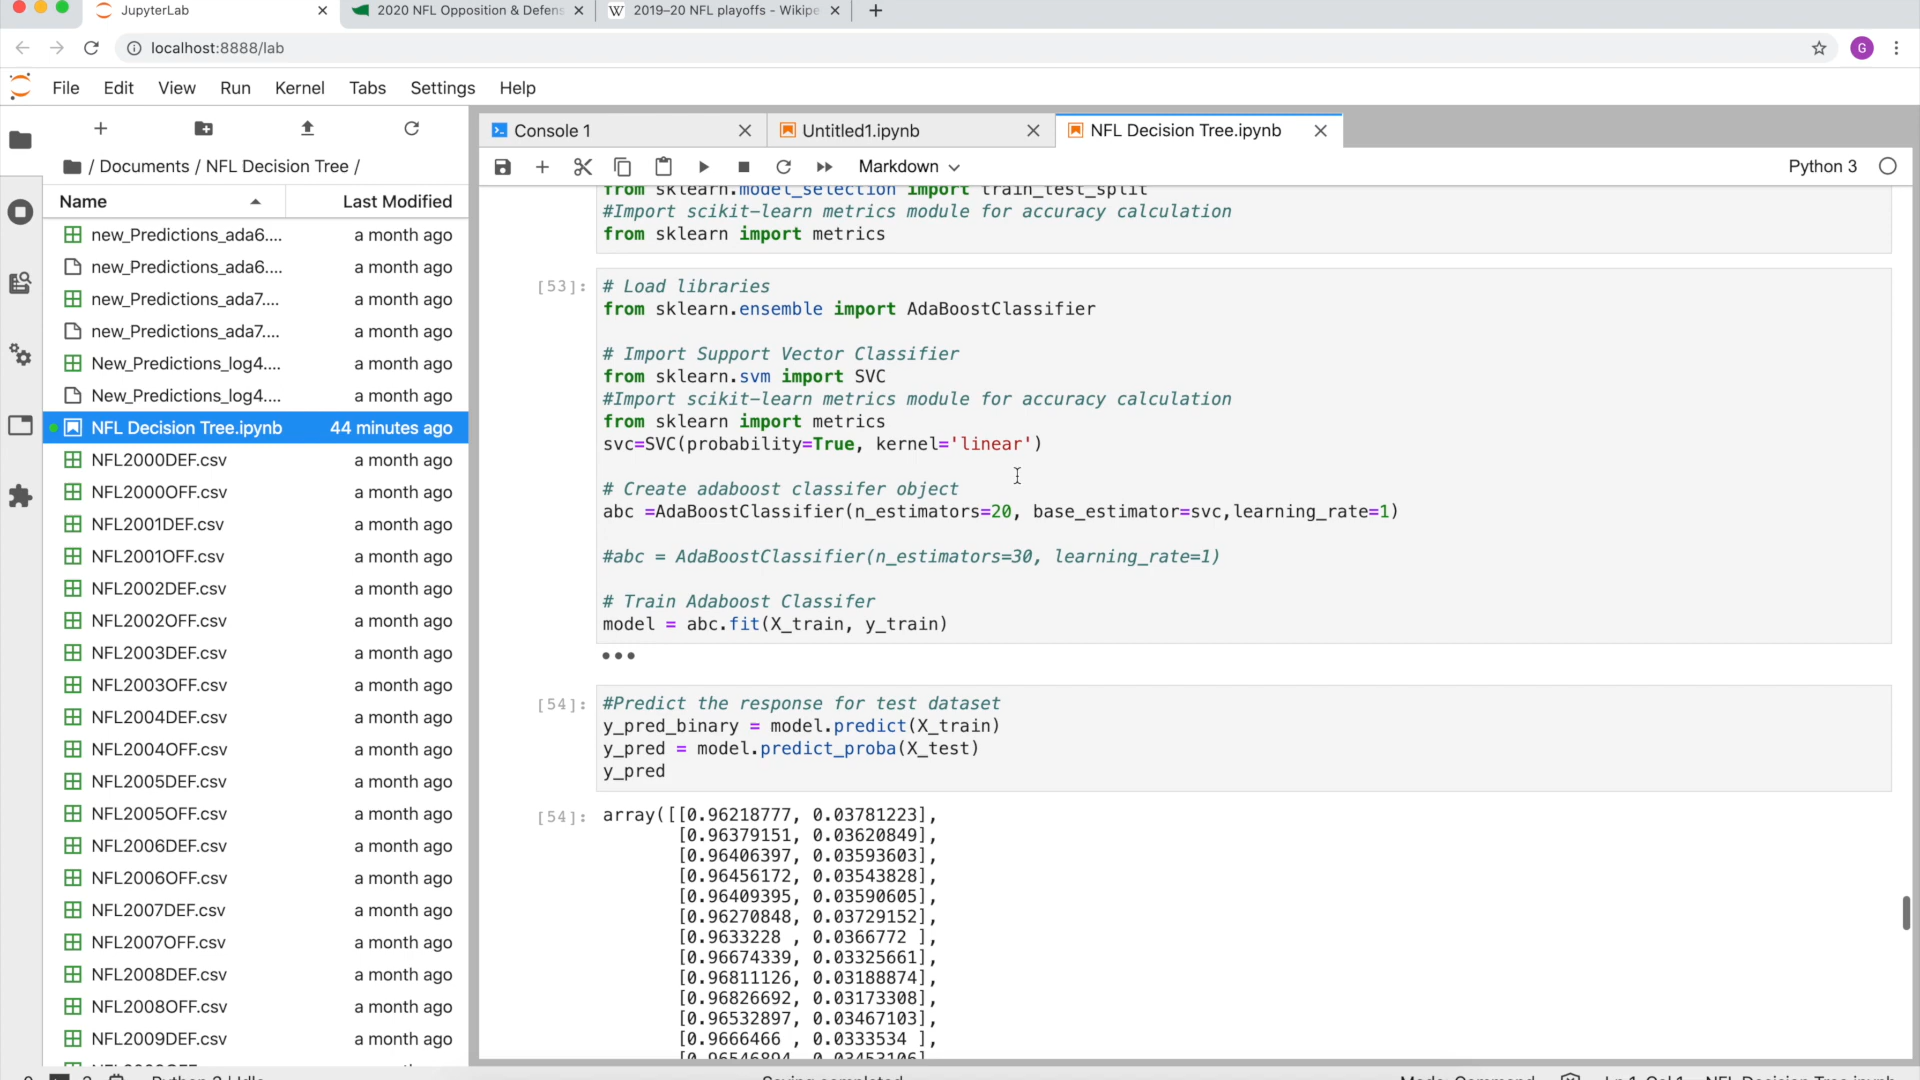 JupyterLab
2020 NFL Opposition & Defens
2019–20 NFL playoffs - Wikipe
localhost:8888/lab
G
File Edit View Run Kernel Tabs Settings Help
Console 1
Untitled1.ipynb
NFL Decision Tree.ipynb
/ Documents / NFL Decision Tree /
Markdown
Python 3
Name Last Modified
new_Predictions_ada6.... a month ago
new_Predictions_ada6.... a month ago
new_Predictions_ada7.... a month ago
new_Predictions_ada7.... a month ago
New_Predictions_log4.... a month ago
New_Predictions_log4.... a month ago
NFL Decision Tree.ipynb 44 minutes ago
NFL2000DEF.csv a month ago
NFL2000OFF.csv a month ago
NFL2001DEF.csv a month ago
NFL2001OFF.csv a month ago
NFL2002DEF.csv a month ago
NFL2002OFF.csv a month ago
NFL2003DEF.csv a month ago
NFL2003OFF.csv a month ago
NFL2004DEF.csv a month ago
NFL2004OFF.csv a month ago
NFL2005DEF.csv a month ago
NFL2005OFF.csv a month ago
NFL2006DEF.csv a month ago
NFL2006OFF.csv a month ago
NFL2007DEF.csv a month ago
NFL2007OFF.csv a month ago
NFL2008DEF.csv a month ago
NFL2008OFF.csv a month ago
NFL2009DEF.csv a month ago
from sklearn.model_selection import train_test_split
#Import scikit-learn metrics module for accuracy calculation
from sklearn import metrics
[53]:
# Load libraries
from sklearn.ensemble import AdaBoostClassifier
# Import Support Vector Classifier
from sklearn.svm import SVC
#Import scikit-learn metrics module for accuracy calculation
from sklearn import metrics
svc=SVC(probability=True, kernel='linear')
# Create adaboost classifer object
abc =AdaBoostClassifier(n_estimators=20, base_estimator=svc,learning_rate=1)
#abc = AdaBoostClassifier(n_estimators=30, learning_rate=1)
# Train Adaboost Classifer
model = abc.fit(X_train, y_train)
[54]:
#Predict the response for test dataset
y_pred_binary = model.predict(X_train)
y_pred = model.predict_proba(X_test)
y_pred
[54]:
array([[0.96218777, 0.03781223],
[0.96379151, 0.03620849],
[0.96406397, 0.03593603],
[0.96456172, 0.03543828],
[0.96409395, 0.03590605],
[0.96270848, 0.03729152],
[0.9633228 , 0.0366772 ],
[0.96674339, 0.03325661],
[0.96811126, 0.03188874],
[0.96826692, 0.03173308],
[0.96532897, 0.03467103],
[0.9666466 , 0.0333534 ],
[0.96546894, 0.03453106],